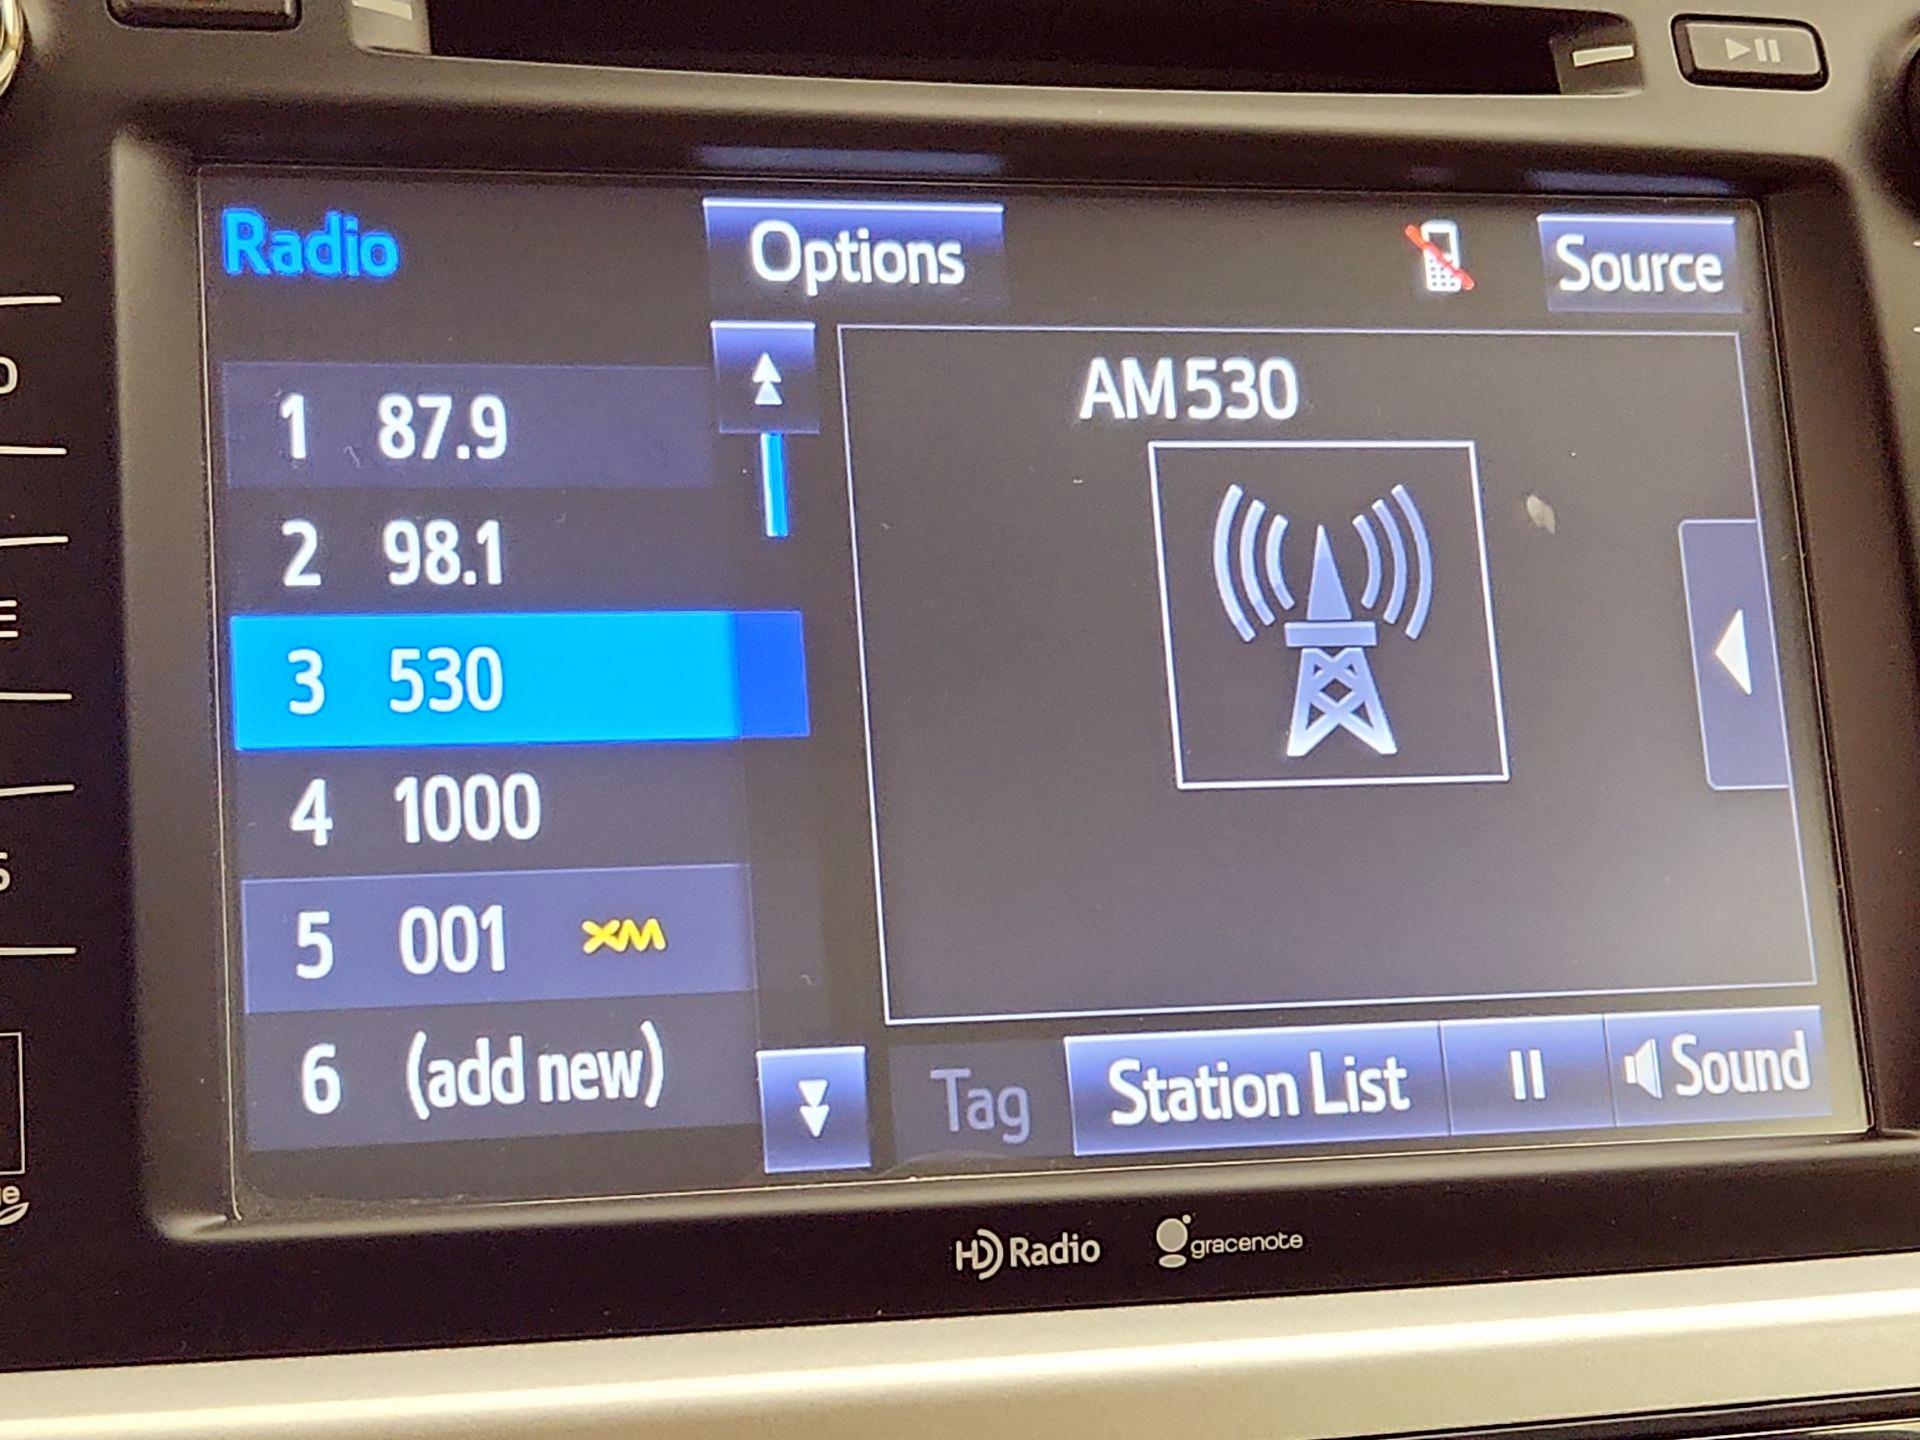 Radio
Options
Source
1 87.9
2 98.1
3 530
4 1000
5 001 XM
6 (add new)
AM530
Tag
Station List
Sound
HD Radio
gracenote